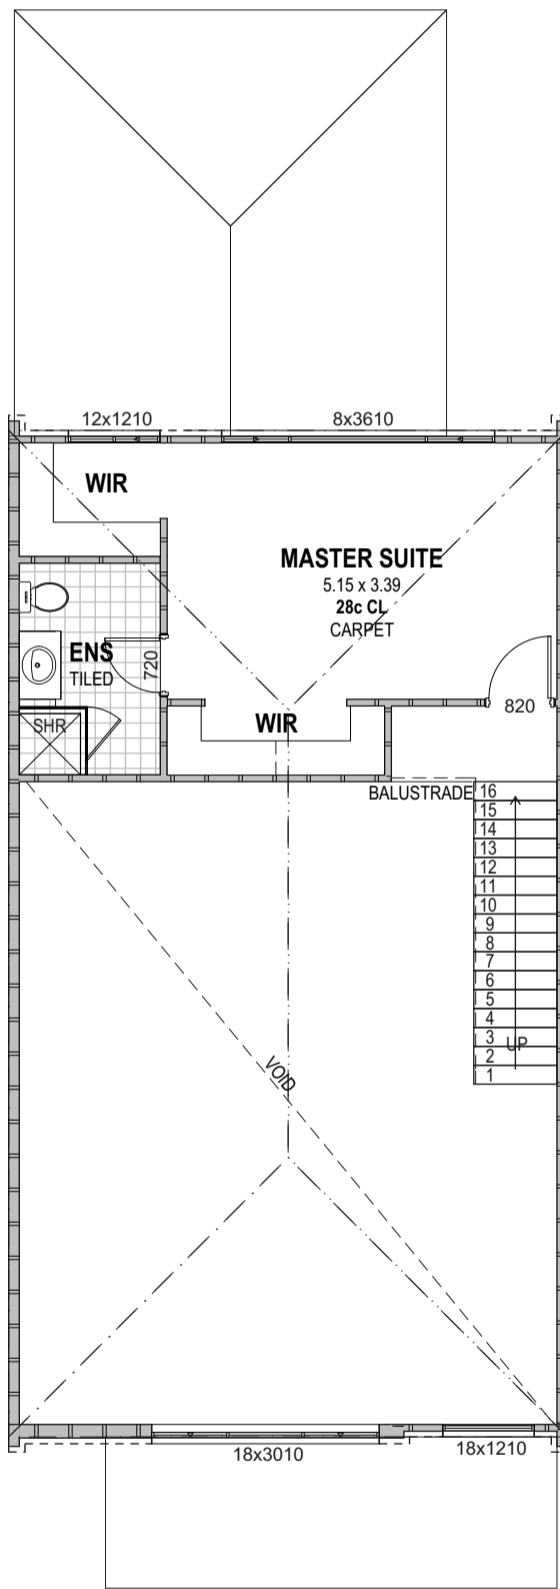 12x1210
8x3610
WIR
MASTER SUITE
5.15 x 3.39
28c CL
CARPET
ENS
TILED
720
SHR
WIR
820
BALUSTRADE
16
15
14
13
12
11
10
9
8
7
6
5
4
3
UP
2
1
VOID
18x3010
18x1210